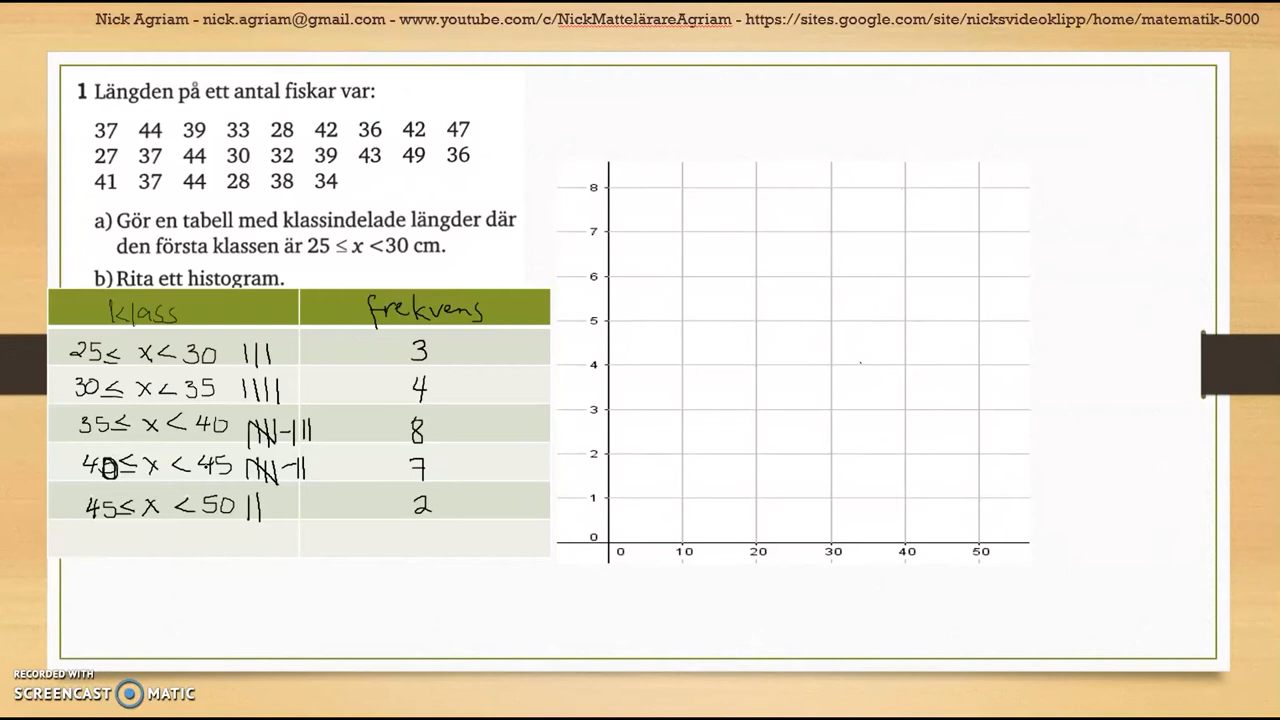 Nick Agriam - nick.agriam@gmail.com - www.youtube.com/c/NickMattelärareAgriam - https://sites.google.com/site/nicksvideoklipp/home/matematik-5000
1 Längden på ett antal fiskar var:
37 44 39 33 28 42 36 42 47
27 37 44 30 32 39 43 49 36
41 37 44 28 38 34
a) Gör en tabell med klassindelade längder där
den första klassen är 25 ≤ x < 30 cm.
b) Rita ett histogram.
klass frekvens
25 ≤ x < 30 ||| 3
30 ≤ x < 35 |||| 4
35 ≤ x < 40 8
40 ≤ x < 45 7
45 ≤ x < 50 || 2
8
7
6
5
4
3
2
1
0
0 10 20 30 40 50
RECORDED WITH
SCREENCAST MATIC